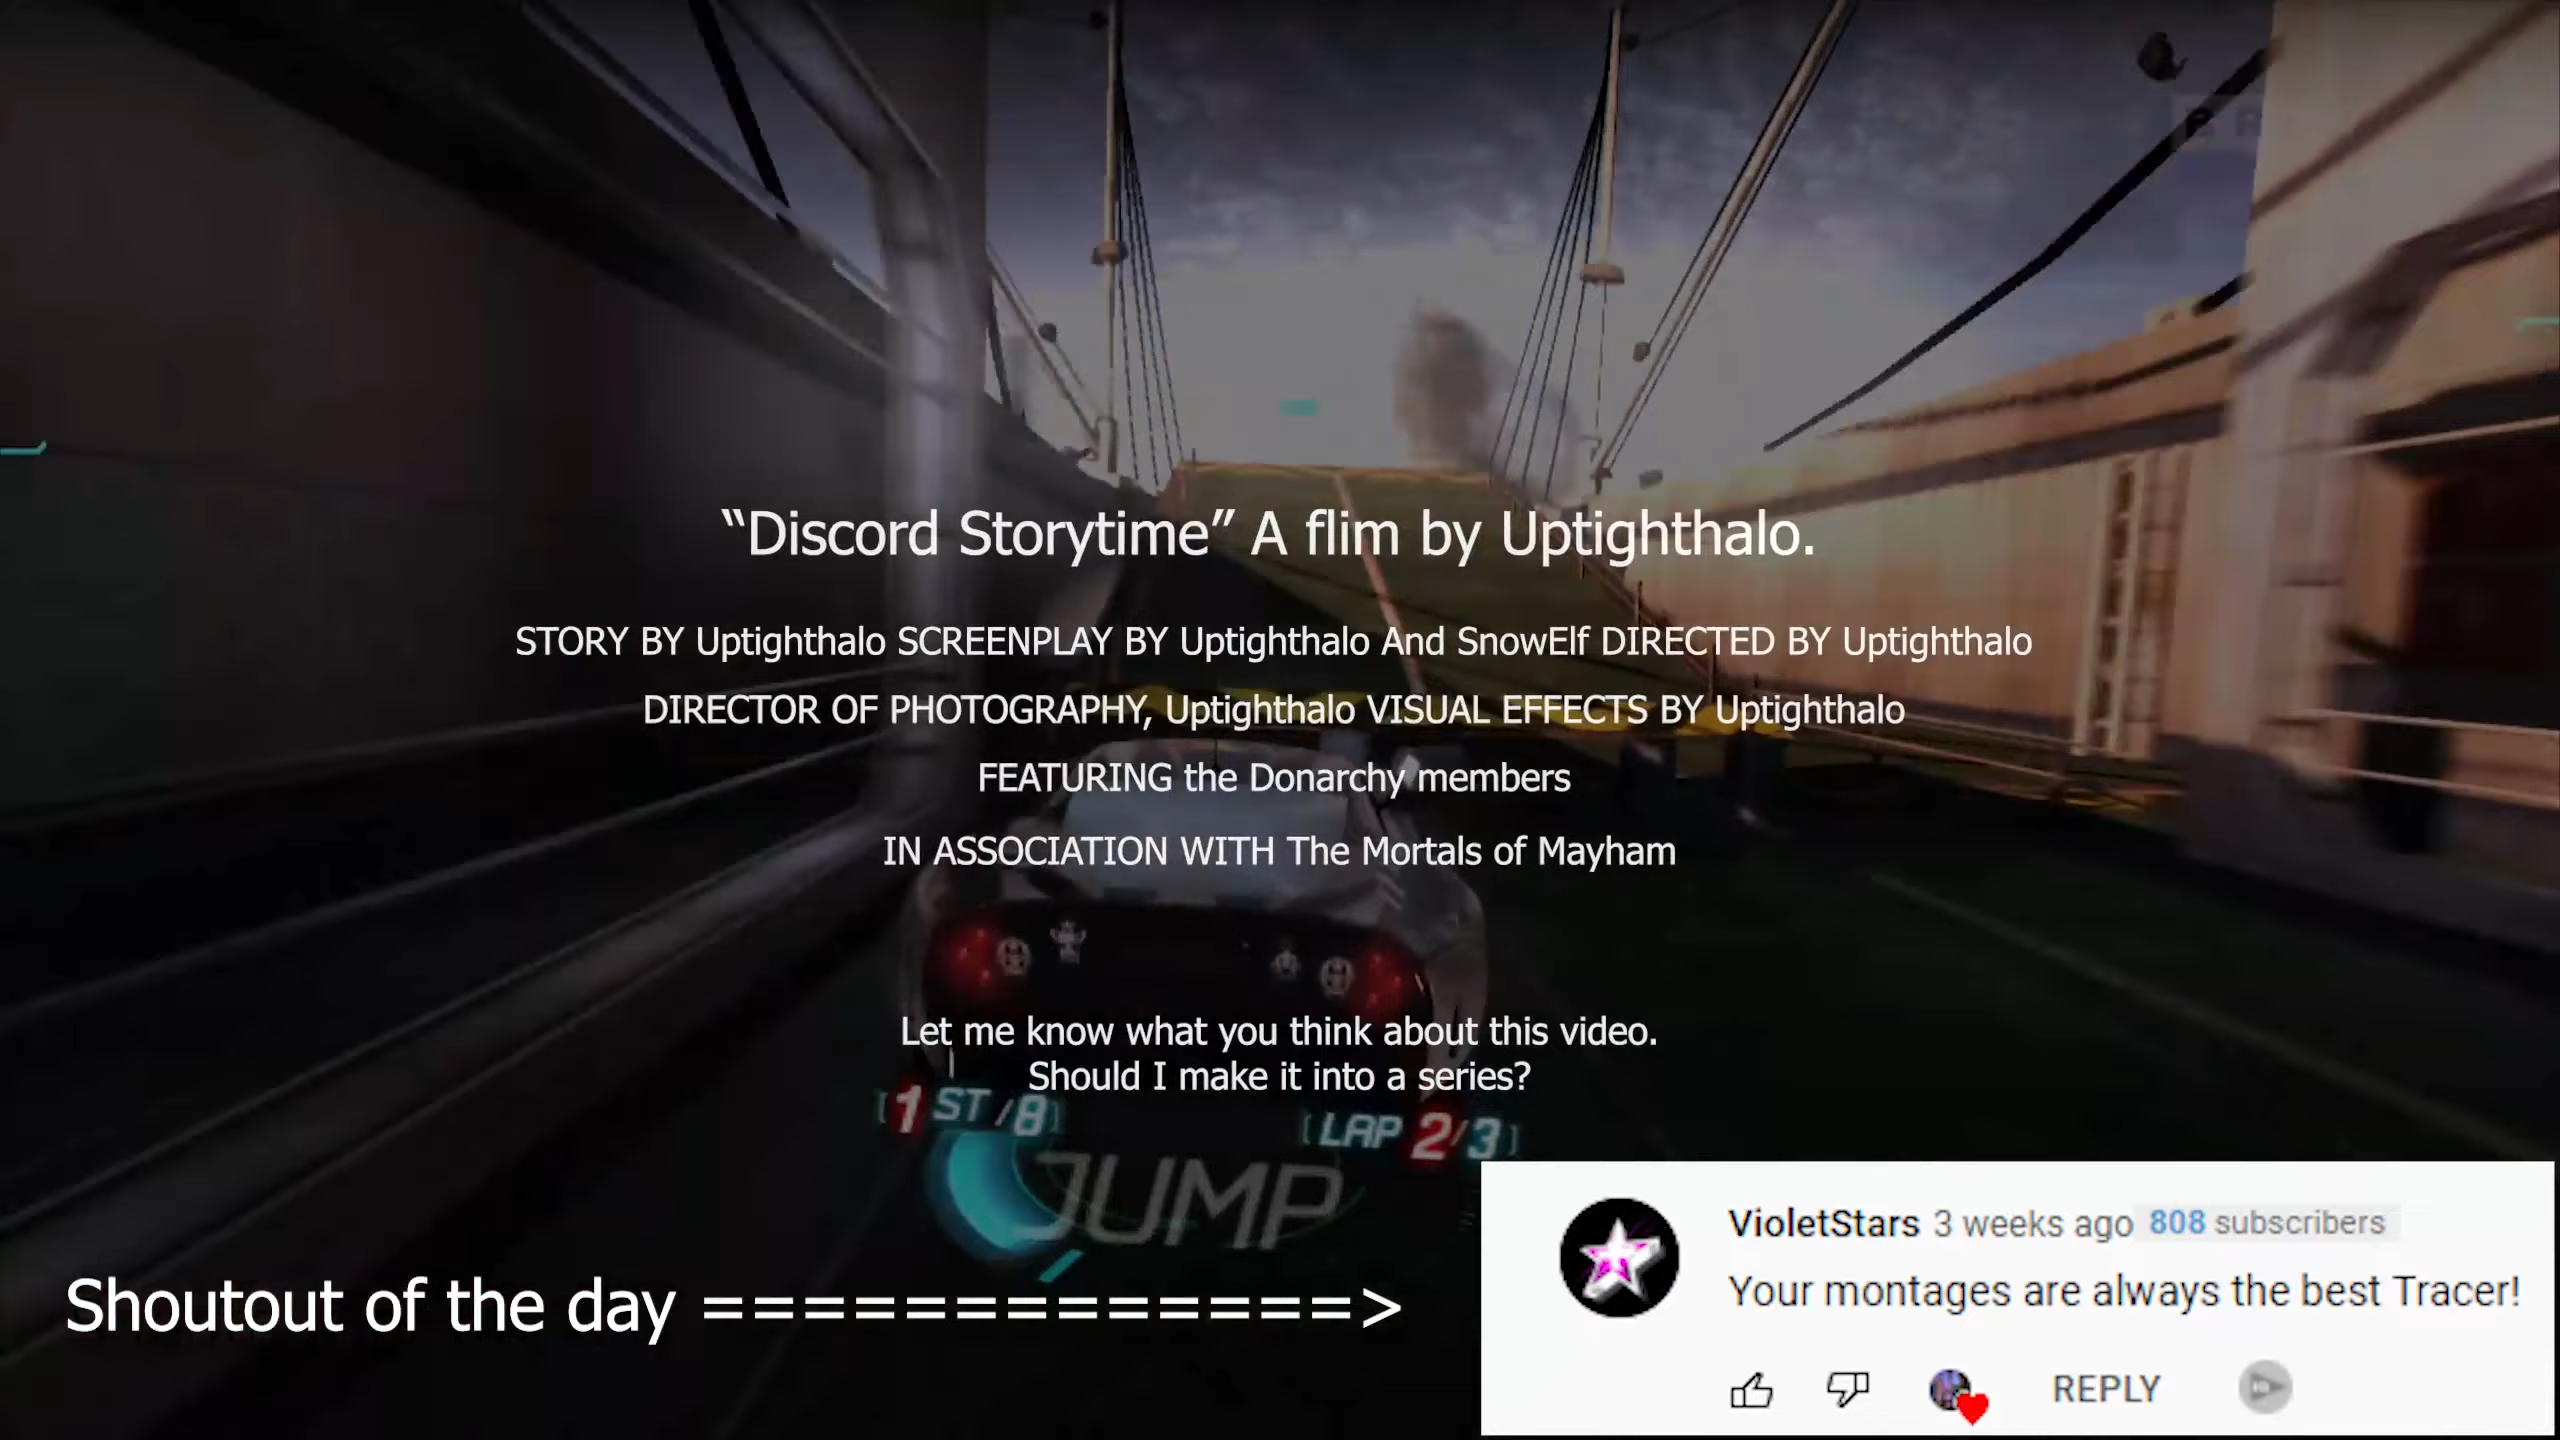 “Discord Storytime” A flim by Uptighthalo.
STORY BY Uptighthalo SCREENPLAY BY Uptighthalo And SnowElf DIRECTED BY Uptighthalo
DIRECTOR OF PHOTOGRAPHY, Uptighthalo VISUAL EFFECTS BY Uptighthalo
FEATURING the Donarchy members
IN ASSOCIATION WITH The Mortals of Mayham
Let me know what you think about this video.
Should I make it into a series?
[1 ST /8]
[LAP 2/3]
JUMP
Shoutout of the day =============>
VioletStars 3 weeks ago 808 subscribers
Your montages are always the best Tracer!
REPLY